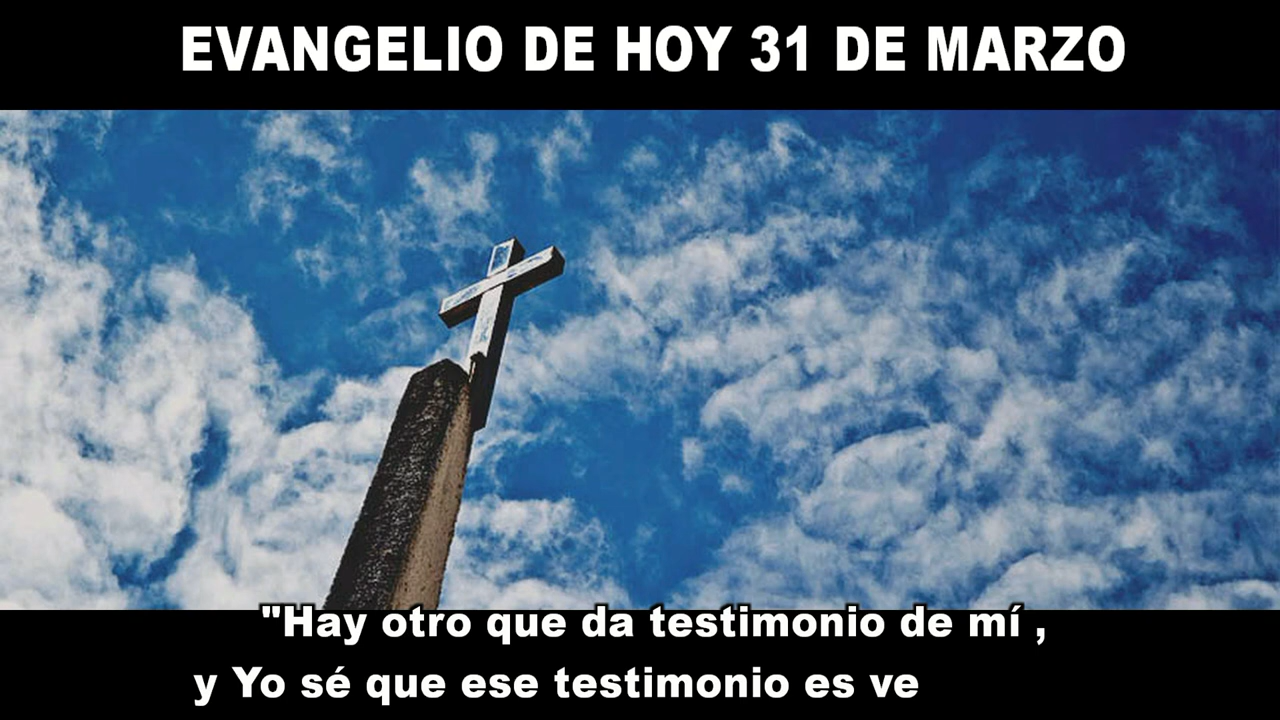 EVANGELIO DE HOY 31 DE MARZO
"Hay otro que da testimonio de mí ,
y Yo sé que ese testimonio es ve